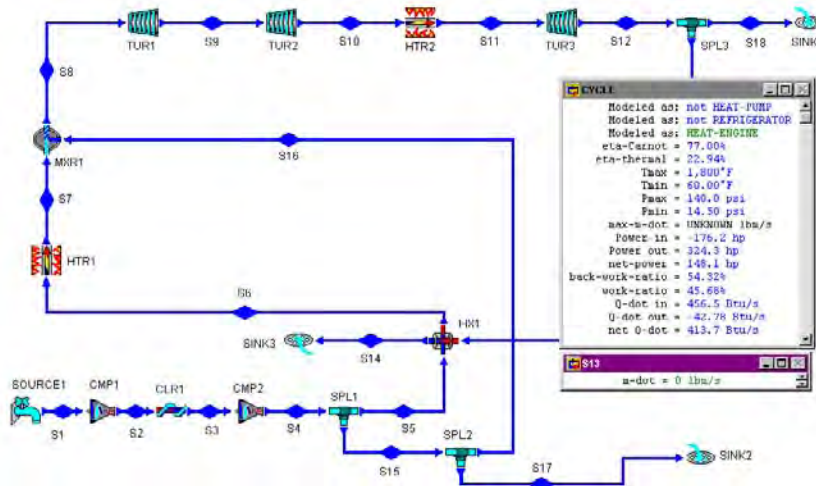 TUR1
S9
TUR2
S10
HTR2
S11
TUR3
S12
SPL3
S18
SINK
S8
CYCLE
Modeled as: not HEAT-PUMP
Modeled as: not REFRIGERATOR
Modeled as: HEAT-ENGINE
eta-Carnot = 77.00%
eta-thermal = 22.94%
Tmax = 1,800°F
Tmin = 60.00°F
Pmax = 140.0 psi
Pmin = 14.50 psi
max-m-dot = UNKNOWN lbm/s
Power in = -176.2 hp
Power out = 324.3 hp
net-power = 148.1 hp
back-work-ratio = 54.32%
work-ratio = 45.68%
Q-dot in = 456.5 Btu/s
Q-dot out = -42.78 Btu/s
net Q-dot = 413.7 Btu/s
S16
MXR1
S7
HTR1
S6
HX1
SINK3
S14
S13
m-dot = 0 lbm/s
SOURCE1
CMP1
CLR1
CMP2
SPL1
S1
S2
S3
S4
S5
SPL2
S15
S17
SINK2